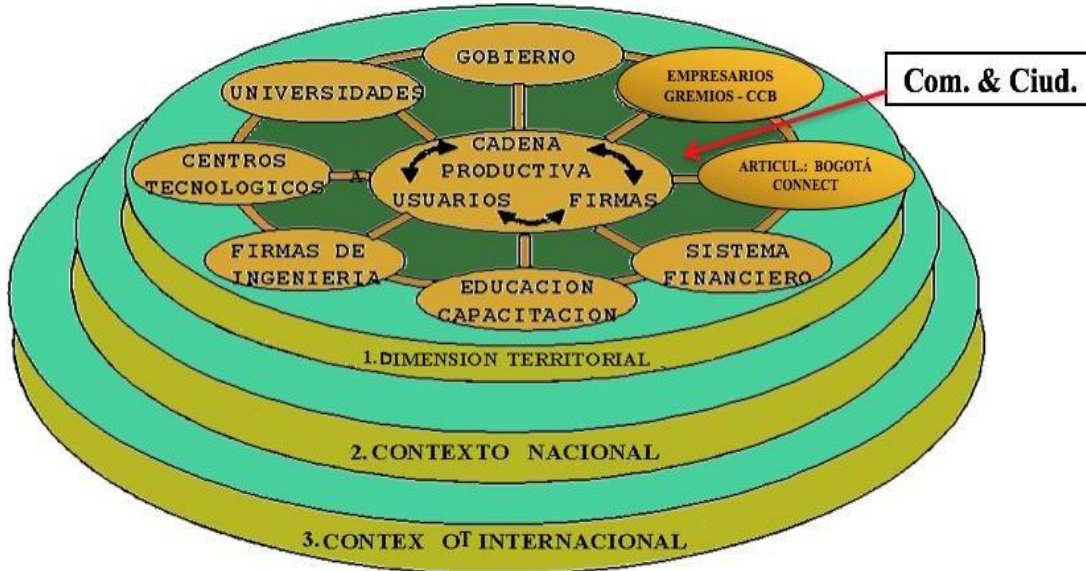 GOBIERNO
EMPRESARIOS
GREMIOS - CCB
Com. & Ciud.
UNIVERSIDADES
CADENA
PRODUCTIVA
USUARIOS
FIRMAS
CENTROS
TECNOLOGICOS
A
ARTICUL.: BOGOTÁ
CONNECT
FIRMAS DE
INGENIERIA
SISTEMA
FINANCIERO
EDUCACION
CAPACITACION
1.DIMENSION TERRITORIAL
2.CONTEXTO NACIONAL
3.CONTEX OT INTERNACIONAL